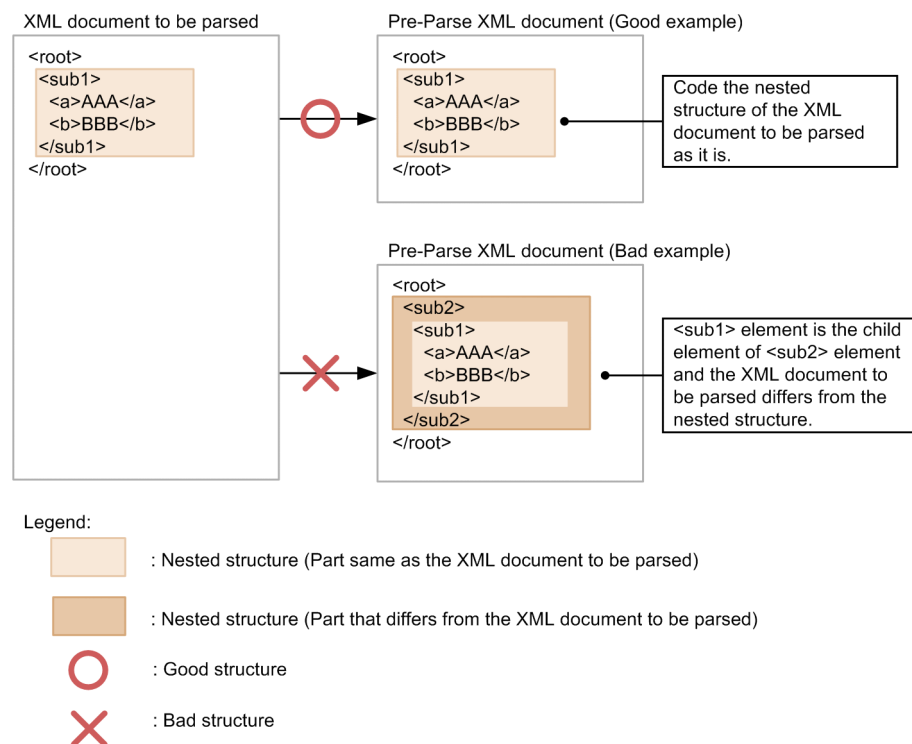 XML document to be parsed
<root>
<sub1>
<a>AAA</a>
<b>BBB</b>
</sub1>
</root>
Pre-Parse XML document (Good example)
<root>
<sub1>
<a>AAA</a>
<b>BBB</b>
</sub1>
</root>
Code the nested
structure of the XML
document to be parsed
as it is.
Pre-Parse XML document (Bad example)
<root>
<sub2>
<sub1>
<a>AAA</a>
<b>BBB</b>
</sub1>
</sub2>
</root>
<sub1> element is the child
element of <sub2> element
and the XML document to
be parsed differs from the
nested structure.
Legend:
: Nested structure (Part same as the XML document to be parsed)
: Nested structure (Part that differs from the XML document to be parsed)
: Good structure
: Bad structure